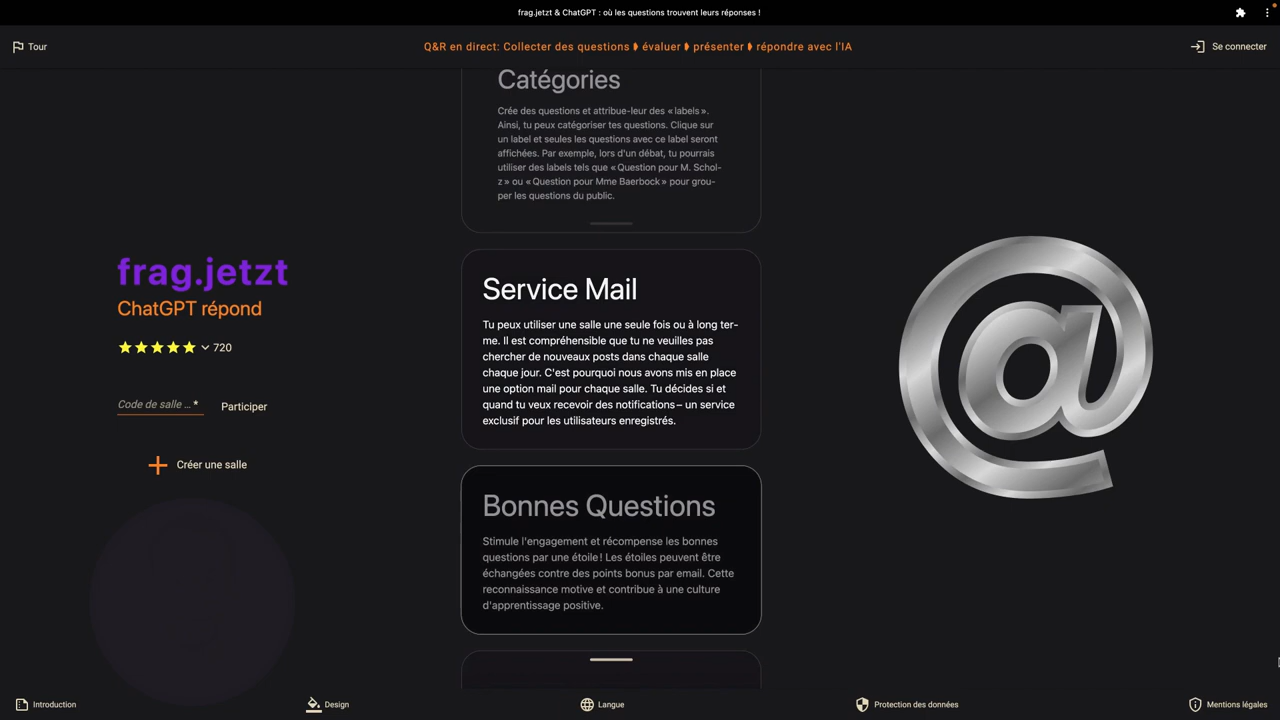 frag.jetzt & ChatGPT : où les questions trouvent leurs réponses !
Tour
Q&R en direct: Collecter des questions ❥ évaluer ❥ présenter ❥ répondre avec l'IA
Se connecter
Catégories
Crée des questions et attribue-leur des « labels ».
Ainsi, tu peux catégoriser tes questions. Clique sur
un label et seules les questions avec ce label seront
affichées. Par exemple, lors d'un débat, tu pourrais
utiliser des labels tels que « Question pour M. Schol-
z » ou « Question pour Mme Baerbock » pour grou-
per les questions du public.
frag.jetzt
ChatGPT répond
720
Code de salle ... *
Participer
Créer une salle
Service Mail
Tu peux utiliser une salle une seule fois ou à long ter-
me. Il est compréhensible que tu ne veuilles pas
chercher de nouveaux posts dans chaque salle
chaque jour. C'est pourquoi nous avons mis en place
une option mail pour chaque salle. Tu décides si et
quand tu veux recevoir des notifications – un service
exclusif pour les utilisateurs enregistrés.
@
Bonnes Questions
Stimule l'engagement et récompense les bonnes
questions par une étoile ! Les étoiles peuvent être
échangées contre des points bonus par email. Cette
reconnaissance motive et contribue à une culture
d'apprentissage positive.
Introduction
Design
Langue
Protection des données
Mentions légales